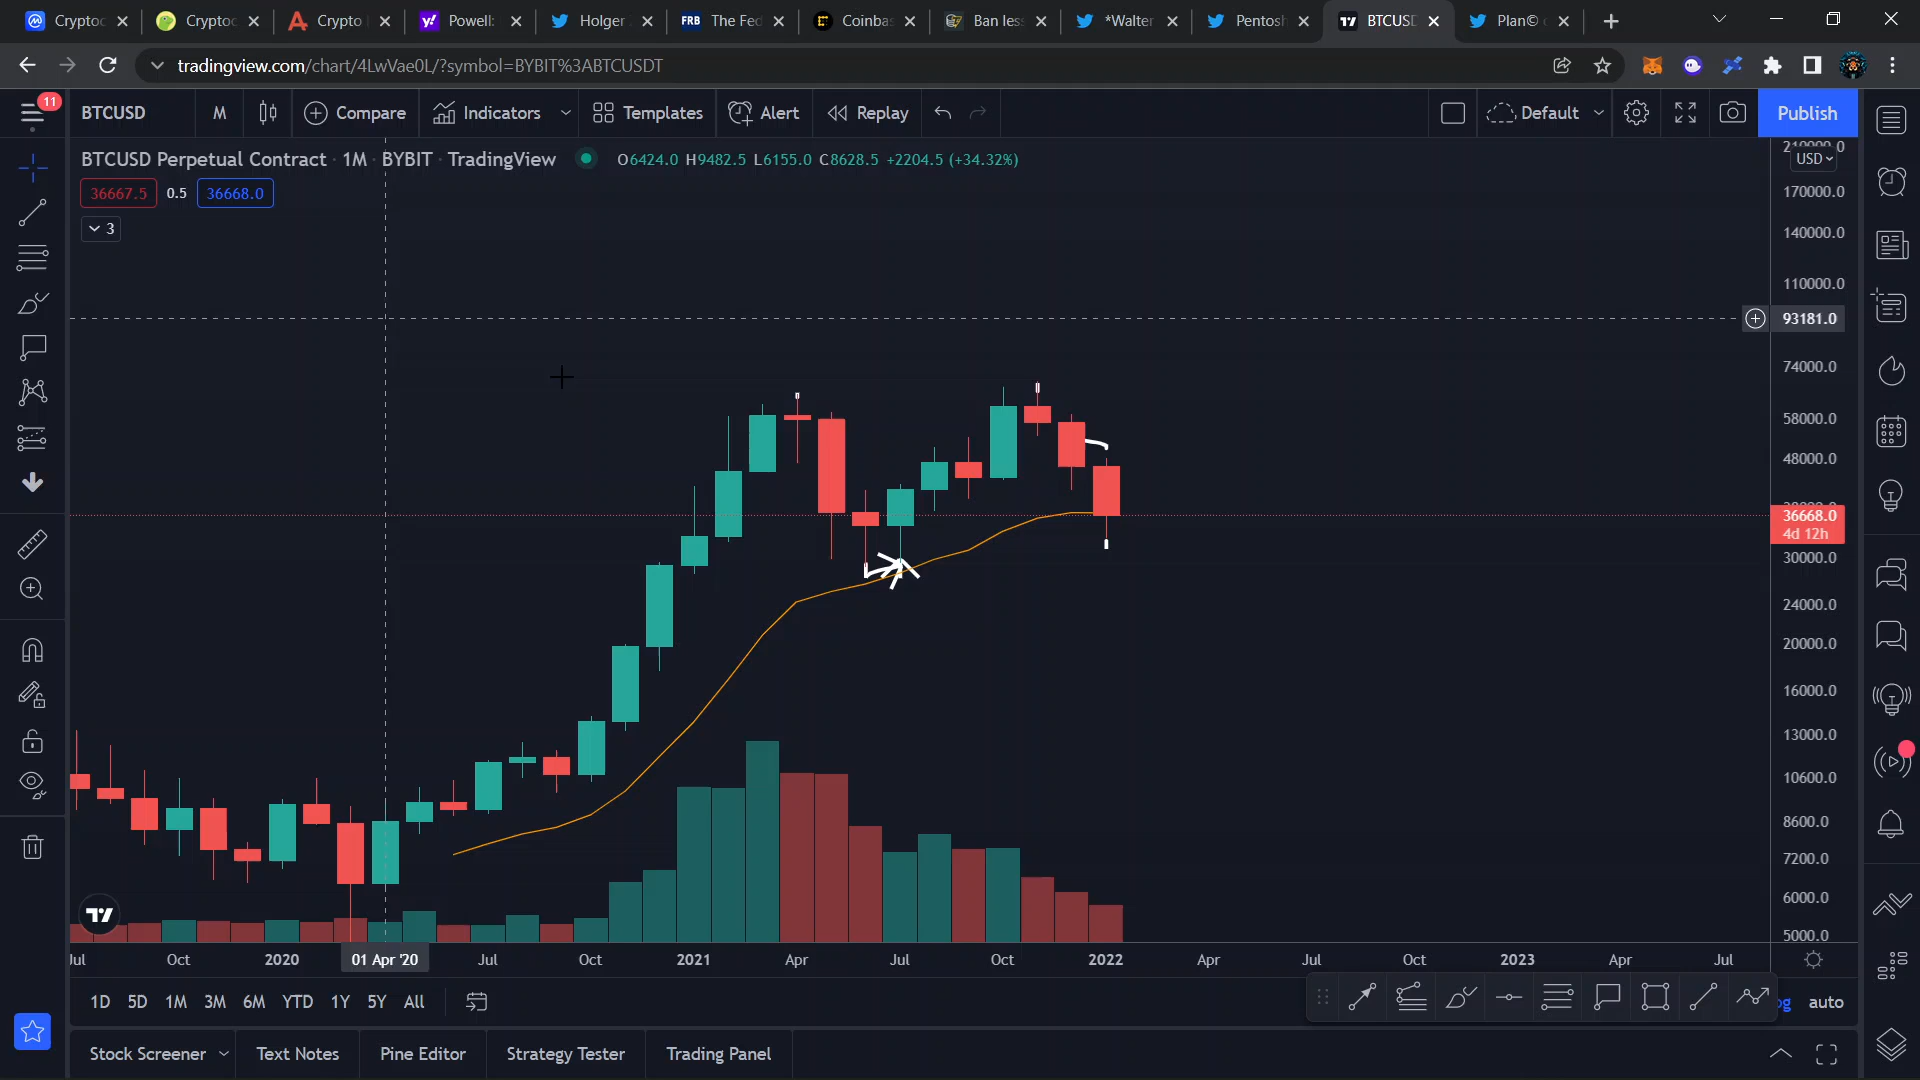 Cryptoc
Cryptoc
Crypto
Powell:
Holger
FRB The Fed
Coinbas
Ban less
*Walter
Pentosh
BTCUSD
Plan© c
tradingview.com/chart/4LwVae0L/?symbol=BYBIT%3ABTCUSDT
11
BTCUSD M Compare Indicators Templates Alert Replay Default Publish
BTCUSD Perpetual Contract · 1M · BYBIT · TradingView O6424.0 H9482.5 L6155.0 C8628.5 +2204.5 (+34.32%)
USD
36667.5 0.5 36668.0
3
170000.0
140000.0
110000.0
93181.0
74000.0
58000.0
48000.0
36668.0
4d 12h
30000.0
24000.0
20000.0
16000.0
13000.0
10600.0
8600.0
7200.0
6000.0
5000.0
Oct 2020 01 Apr '20 Jul Oct 2021 Apr Jul Oct 2022 Apr Jul Oct 2023 Apr Jul
1D 5D 1M 3M 6M YTD 1Y 5Y All auto
Stock Screener Text Notes Pine Editor Strategy Tester Trading Panel